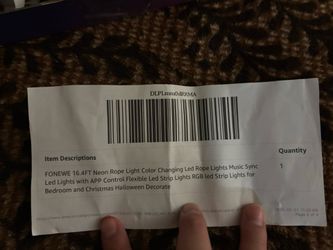 Item Descriptions
Quantity
FONEWE 16.4FT Neon Rope Light Color Changing Led Rope Lights Music Sync
1
Led Lights with APP Control Flexible Led Strip Lights RGB led Strip Lights for
Bedroom and Christmas Halloween Decorate